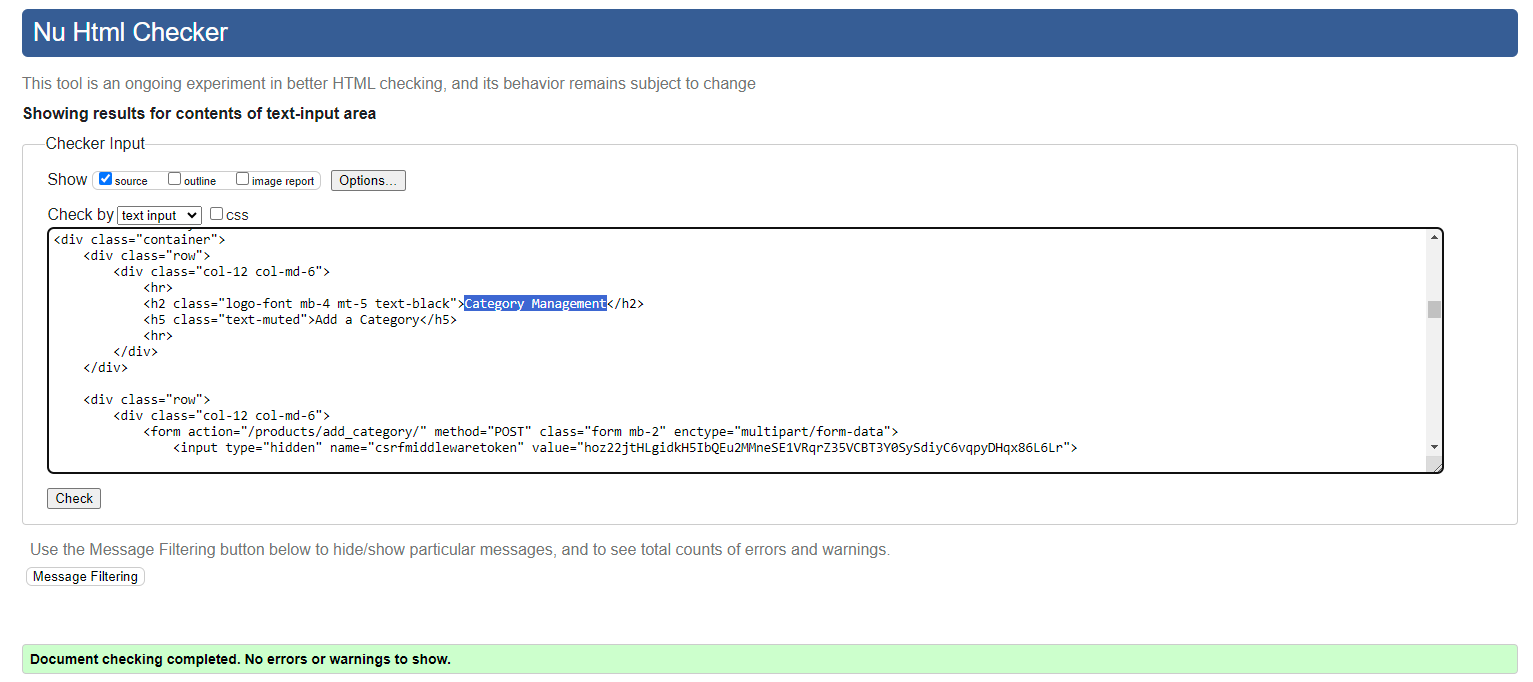 Nu Html Checker
This tool is an ongoing experiment in better HTML checking, and its behavior remains subject to change
Showing results for contents of text-input area
Checker Input
Show source outline image report Options...
Check by text input css
<div class="container">
<div class="row">
<div class="col-12 col-md-6">
<hr>
<h2 class="logo-font mb-4 mt-5 text-black">Category Management</h2>
<h5 class="text-muted">Add a Category</h5>
<hr>
</div>
</div>
<div class="row">
<div class="col-12 col-md-6">
<form action="/products/add_category/" method="POST" class="form mb-2" enctype="multipart/form-data">
<input type="hidden" name="csrfmiddlewaretoken" value="hoz22jtHLgidkH5IbQEu2MMneSE1VRqrZ35VCBT3Y0SySdiyC6vqpyDHqx86L6Lr">
Check
Use the Message Filtering button below to hide/show particular messages, and to see total counts of errors and warnings.
Message Filtering
Document checking completed. No errors or warnings to show.